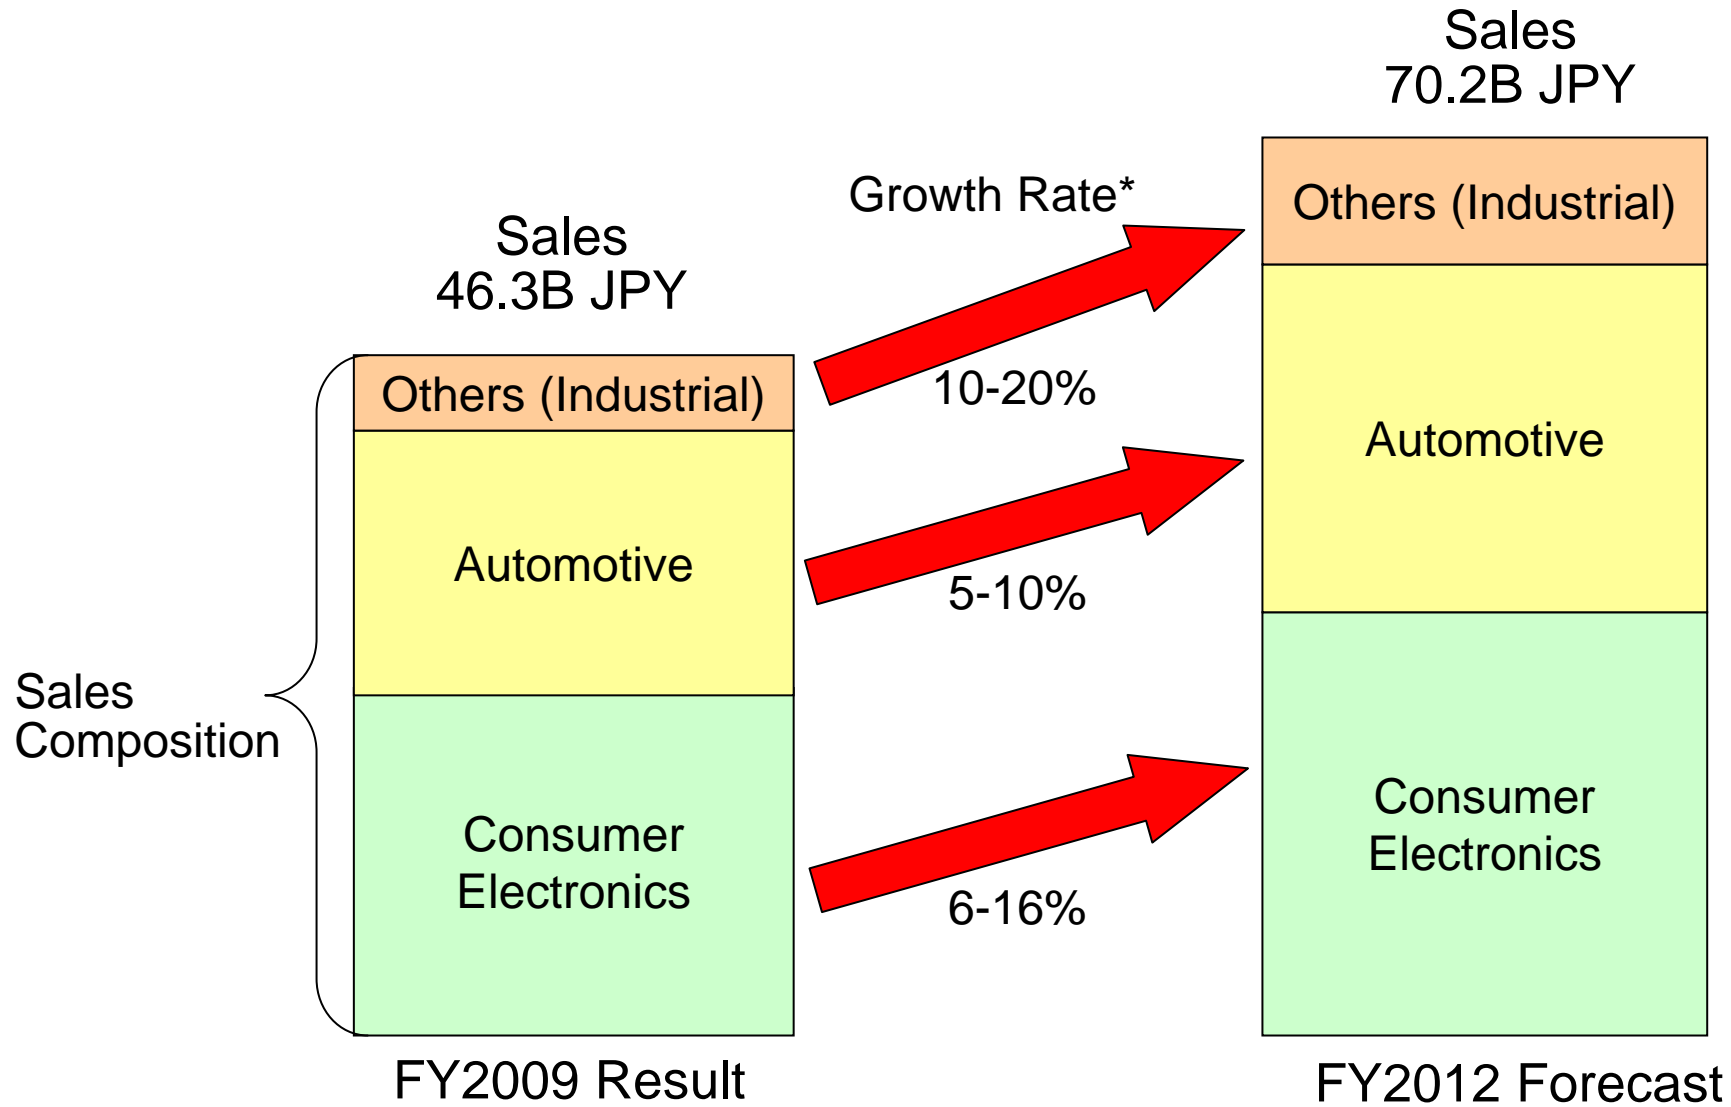 Sales
70.2B JPY
Growth Rate*
Others (Industrial)
Sales
46.3B JPY
Others (Industrial)
10-20%
Automotive
Automotive
5-10%
Sales
Composition
Consumer
Electronics
Consumer
Electronics
6-16%
FY2009 Result
FY2012 Forecast